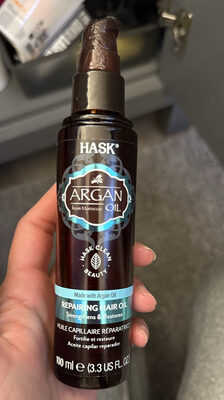 HASK®
ARGAN
from Morocco
OIL
HASK CLEAN
BEAUTY
Made with Argan Oil
REPAIRING HAIR OIL
Strengthens & Restores
HUILE CAPILLAIRE RÉPARATRICE
Fortifie et restaure
Aceite capilar reparador
100 ml e (3.3 US FL. OZ.)